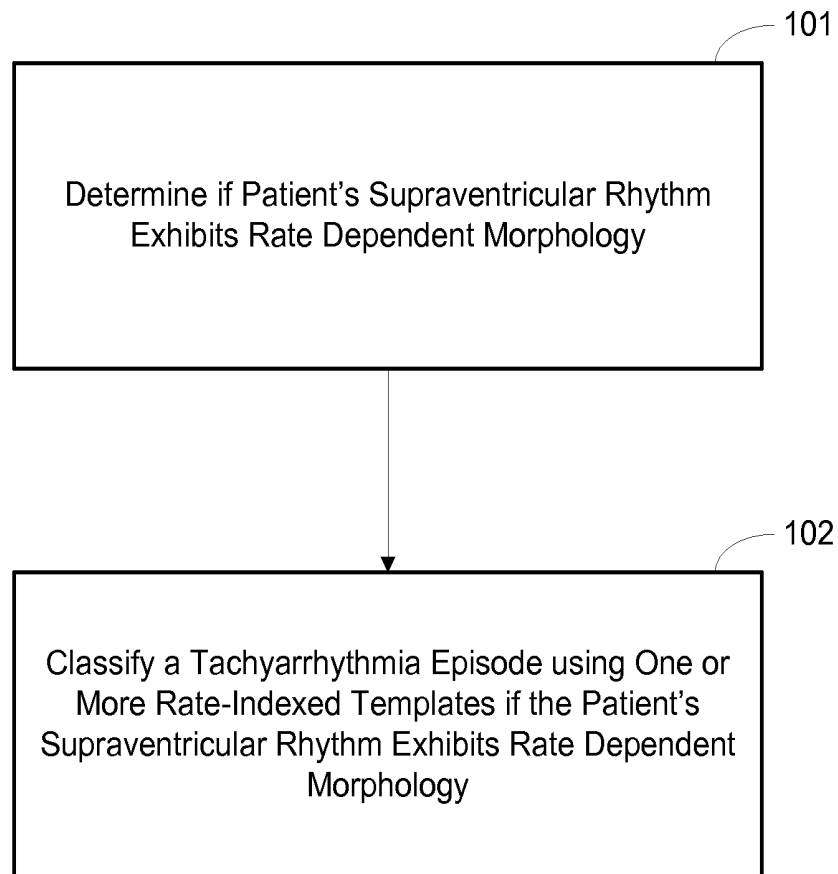 101
Determine if Patient's Supraventricular Rhythm
Exhibits Rate Dependent Morphology
102
Classify a Tachyarrhythmia Episode using One or
More Rate-Indexed Templates if the Patient's
Supraventricular Rhythm Exhibits Rate Dependent
Morphology